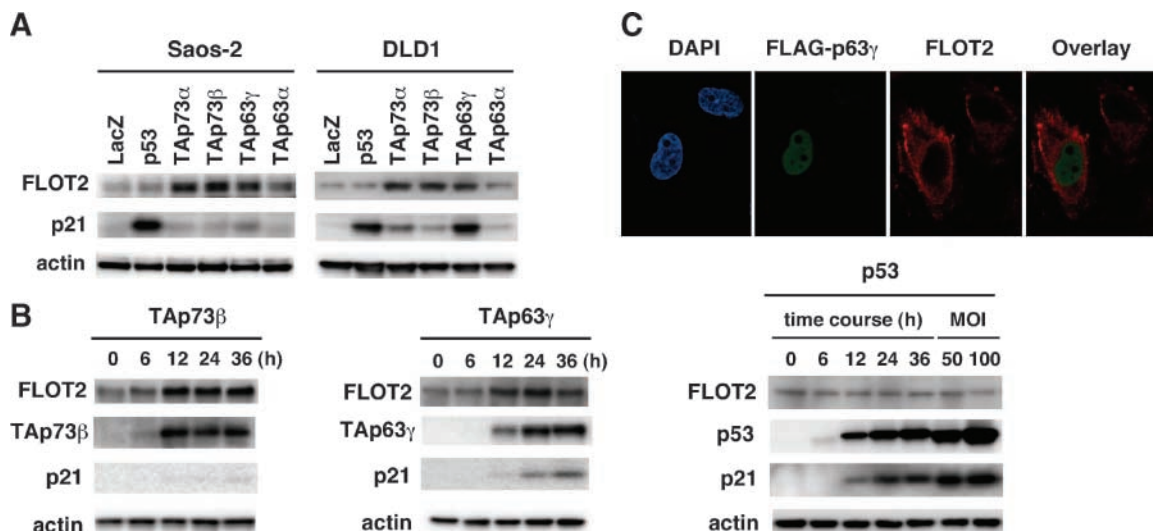 A
Saos-2 DLD1
LacZ p53 TAp73α TAp73β TAp63γ TAp63α LacZ p53 TAp73α TAp73β TAp63γ TAp63α
FLOT2
p21
actin
C
DAPI FLAG-p63γ FLOT2 Overlay
B
TAp73β
0 6 12 24 36 (h)
FLOT2
TAp73β
p21
actin
TAp63γ
0 6 12 24 36 (h)
FLOT2
TAp63γ
p21
actin
p53
time course (h) MOI
0 6 12 24 36 50 100
FLOT2
p53
p21
actin